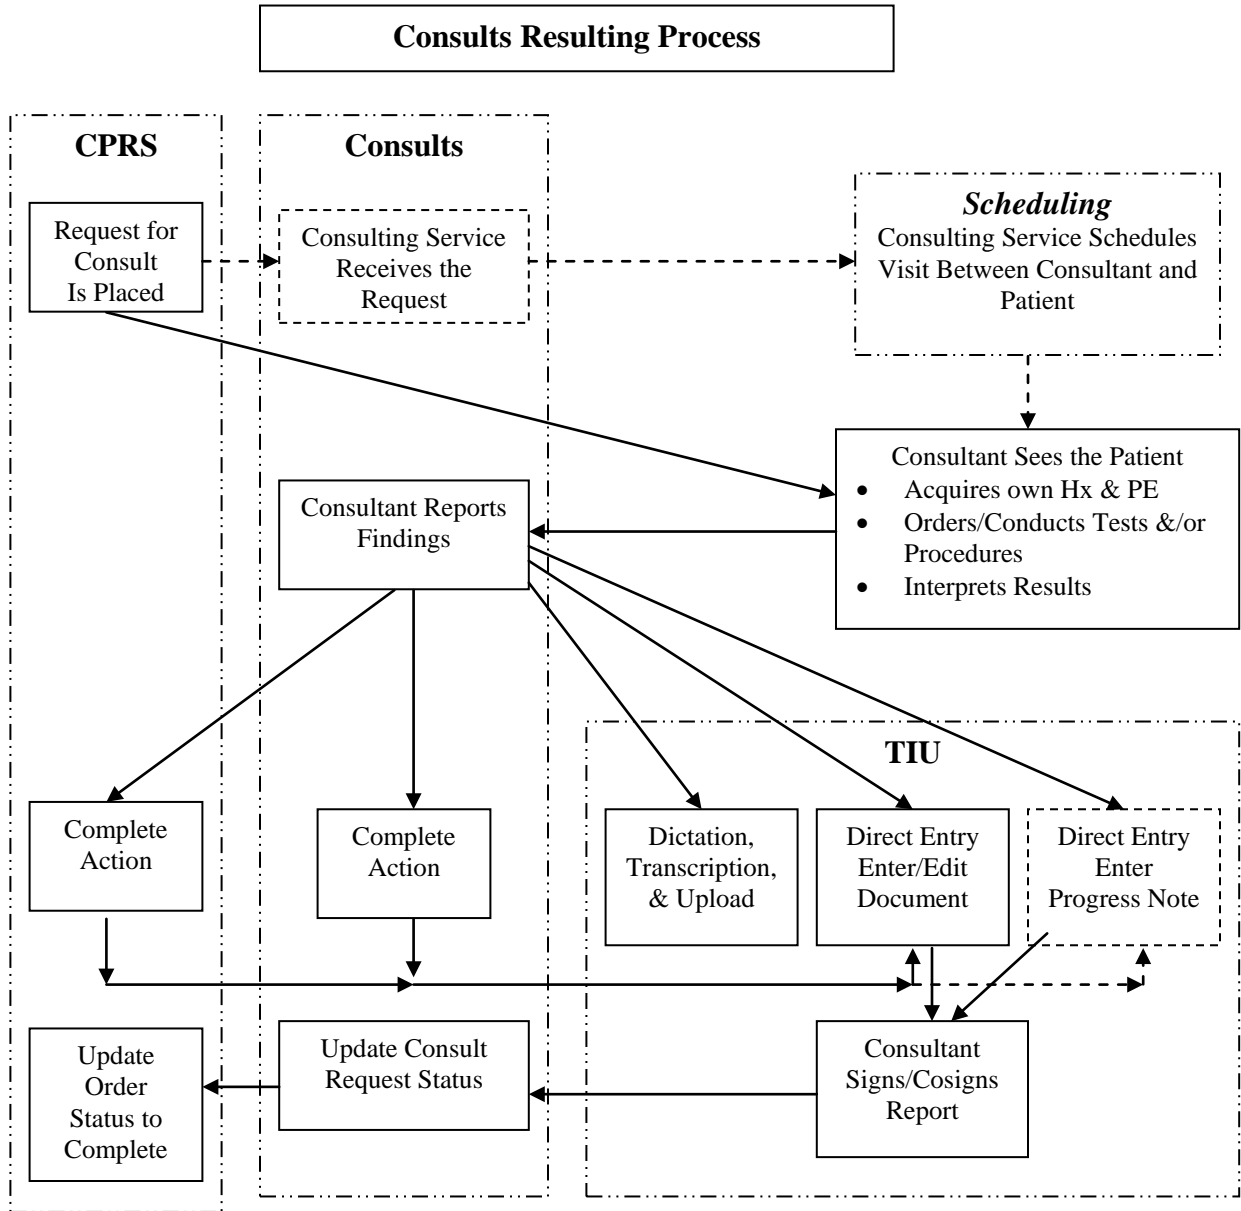 Consults Resulting Process
CPRS
Consults
Request for
Consult
Is Placed
Consulting Service
Receives the
Request
Scheduling
Consulting Service Schedules
Visit Between Consultant and
Patient
Consultant Sees the Patient
• Acquires own Hx & PE
• Orders/Conducts Tests &/or
Procedures
• Interprets Results
Consultant Reports
Findings
TIU
Complete
Action
Complete
Action
Dictation,
Transcription,
& Upload
Direct Entry
Enter/Edit
Document
Direct Entry
Enter
Progress Note
Update
Order
Status to
Complete
Update Consult
Request Status
Consultant
Signs/Cosigns
Report